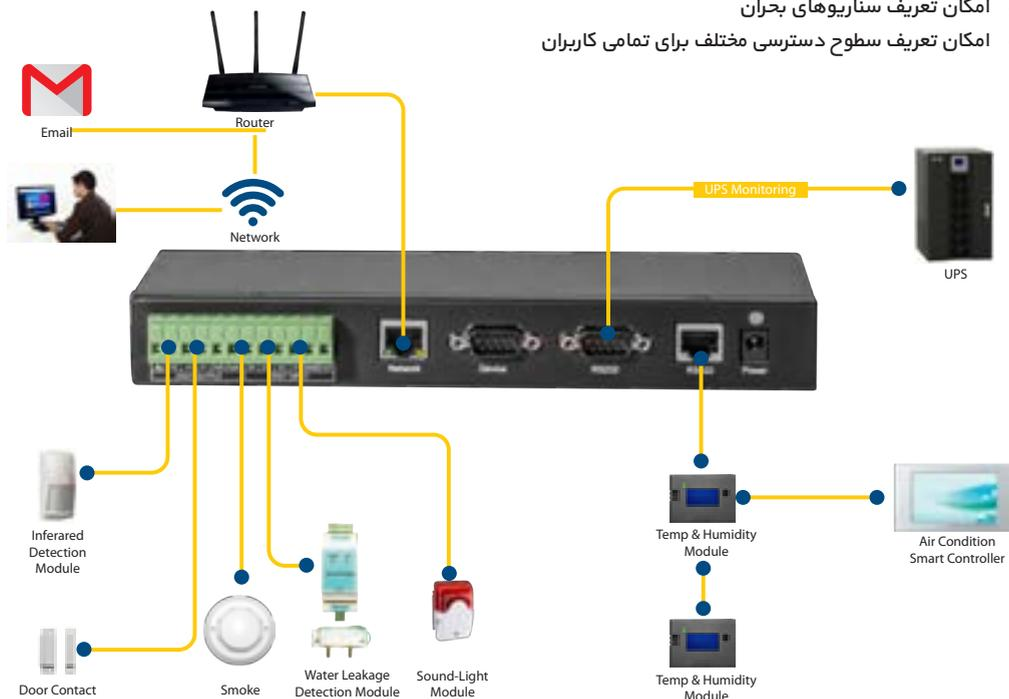 امکان تعریف سناریوهای بحران
امکان تعریف سطوح دسترسی مختلف برای تمامی کاربران
Email
Router
Network
UPS Monitoring
UPS
Network
Device
RS232
Power
Inferared
Detection
Module
Door Contact
Smoke
Water Leakage
Detection Module
Sound-Light
Module
Temp & Humidity
Module
Air Condition
Smart Controller
Temp & Humidity
Module